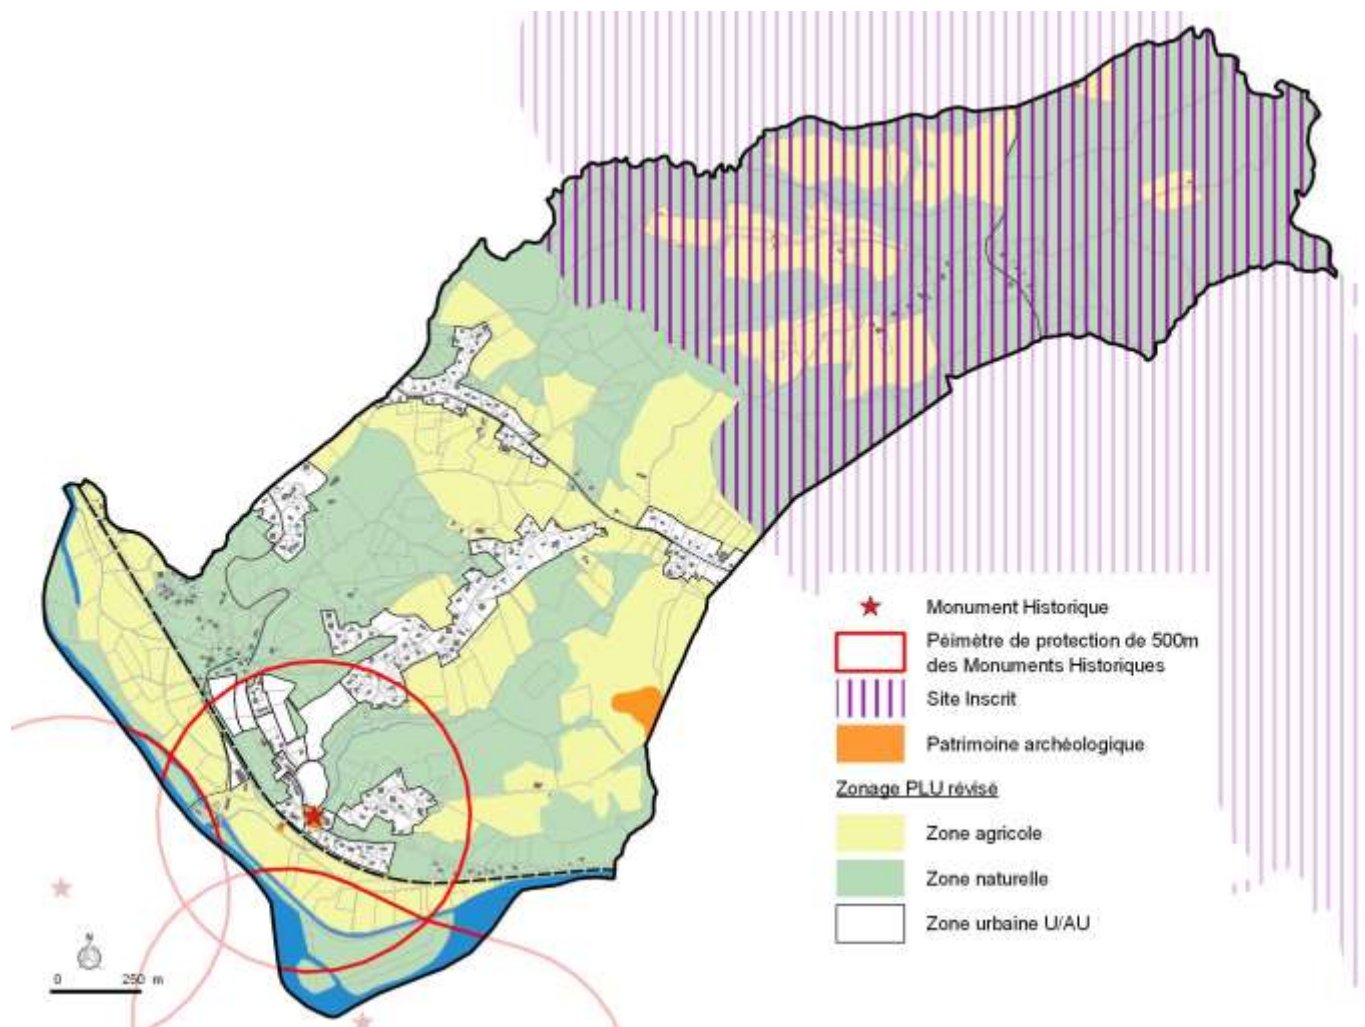 Monument Historique
Péimètre de protection de 500m
des Monuments Historiques
Site Inscrit
Patrimoine archéologique
Zonage PLU révisé
Zone agricole
Zone naturelle
Zone urbaine U/AU
N
0 250 m